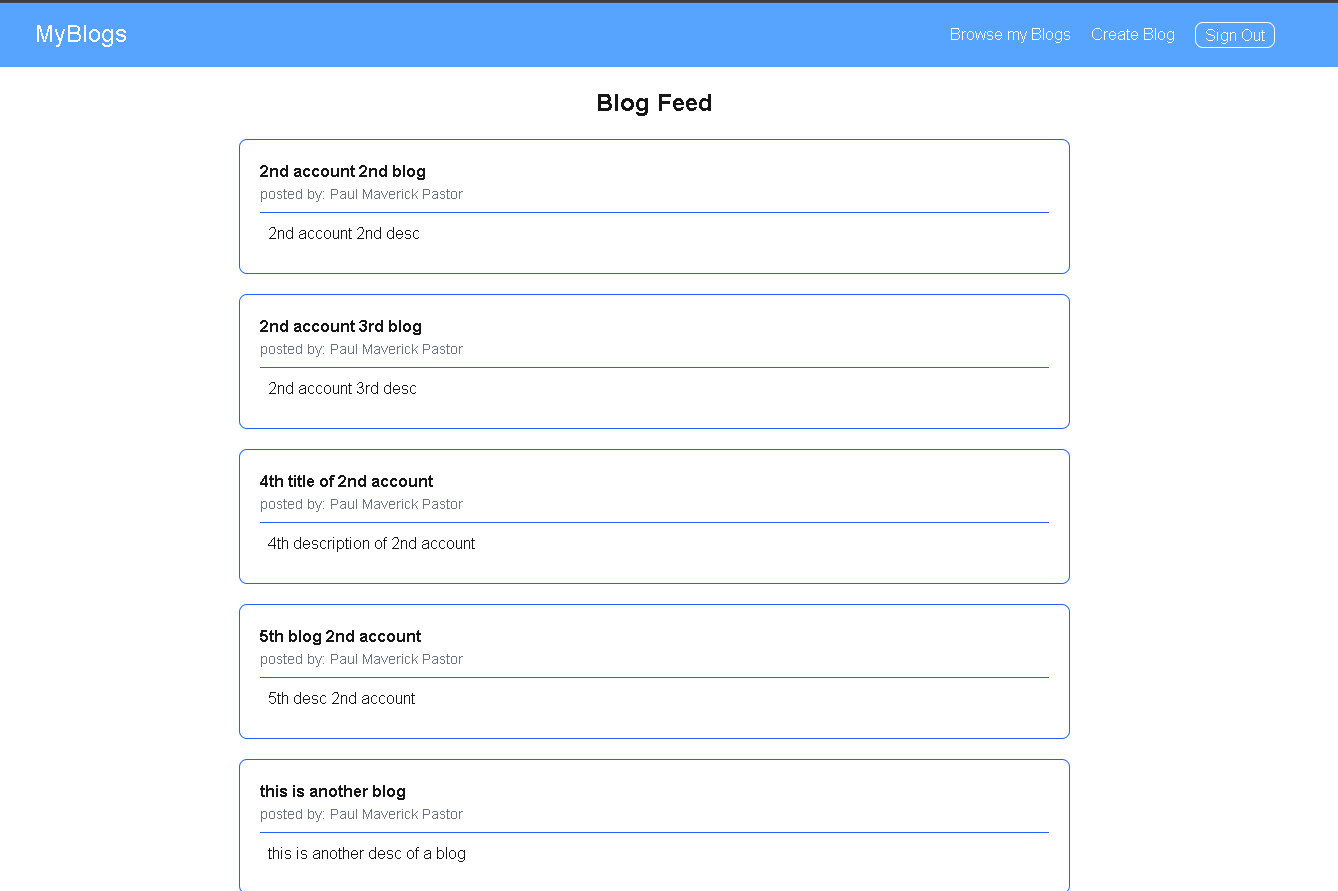 MyBlogs
Browse my Blogs
Create Blog
Sign Out
Blog Feed
2nd account 2nd blog
posted by: Paul Maverick Pastor
2nd account 2nd desc
2nd account 3rd blog
posted by: Paul Maverick Pastor
2nd account 3rd desc
4th title of 2nd account
posted by: Paul Maverick Pastor
4th description of 2nd account
5th blog 2nd account
posted by: Paul Maverick Pastor
5th desc 2nd account
this is another blog
posted by: Paul Maverick Pastor
this is another desc of a blog